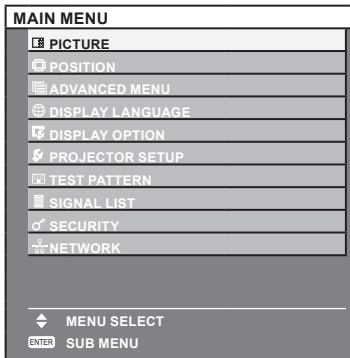 MAIN MENU
PICTURE
POSITION
ADVANCED MENU
DISPLAY LANGUAGE
DISPLAY OPTION
PROJECTOR SETUP
TEST PATTERN
SIGNAL LIST
SECURITY
NETWORK
MENU SELECT
ENTER SUB MENU